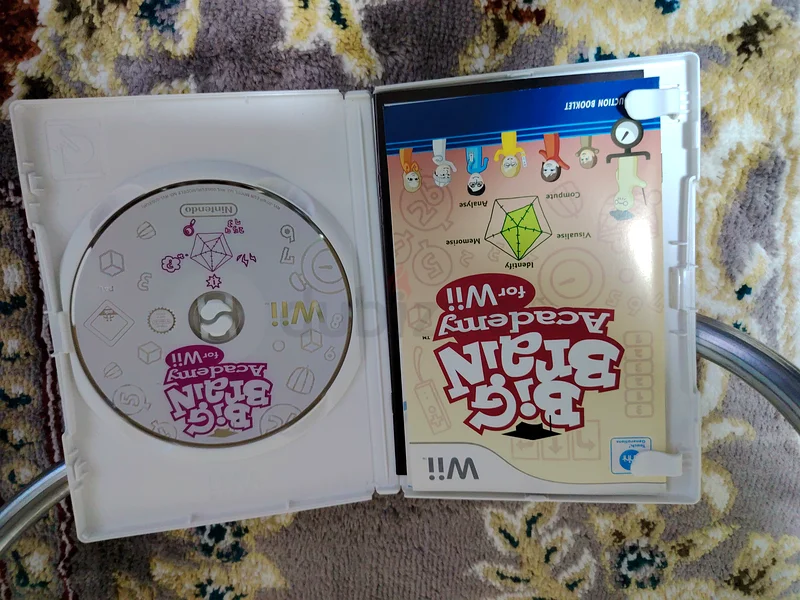 Nintendo
Wii
BiG
BRaiN
Academy
for Wii
Wii
BiG
BRaiN
Academy
for Wii
™
Identify
Memorise
Visualise
Analyse
Compute
UCTION BOOKLET